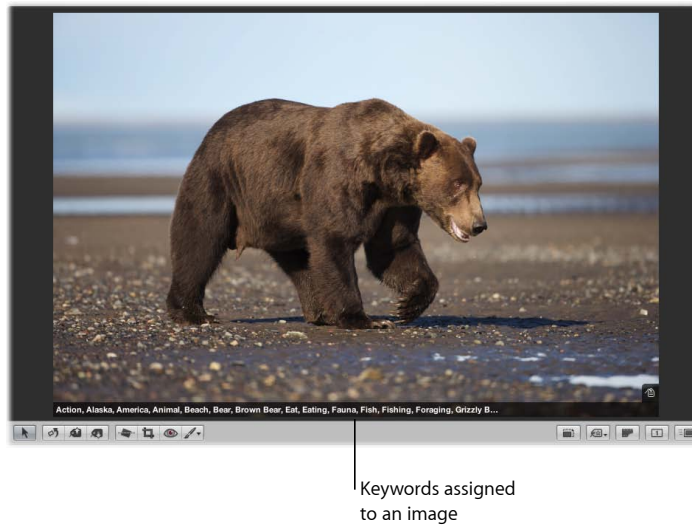 Action, Alaska, America, Animal, Beach, Bear, Brown Bear, Eat, Eating, Fauna, Fish, Fishing, Foraging, Grizzly B...
Keywords assigned
to an image